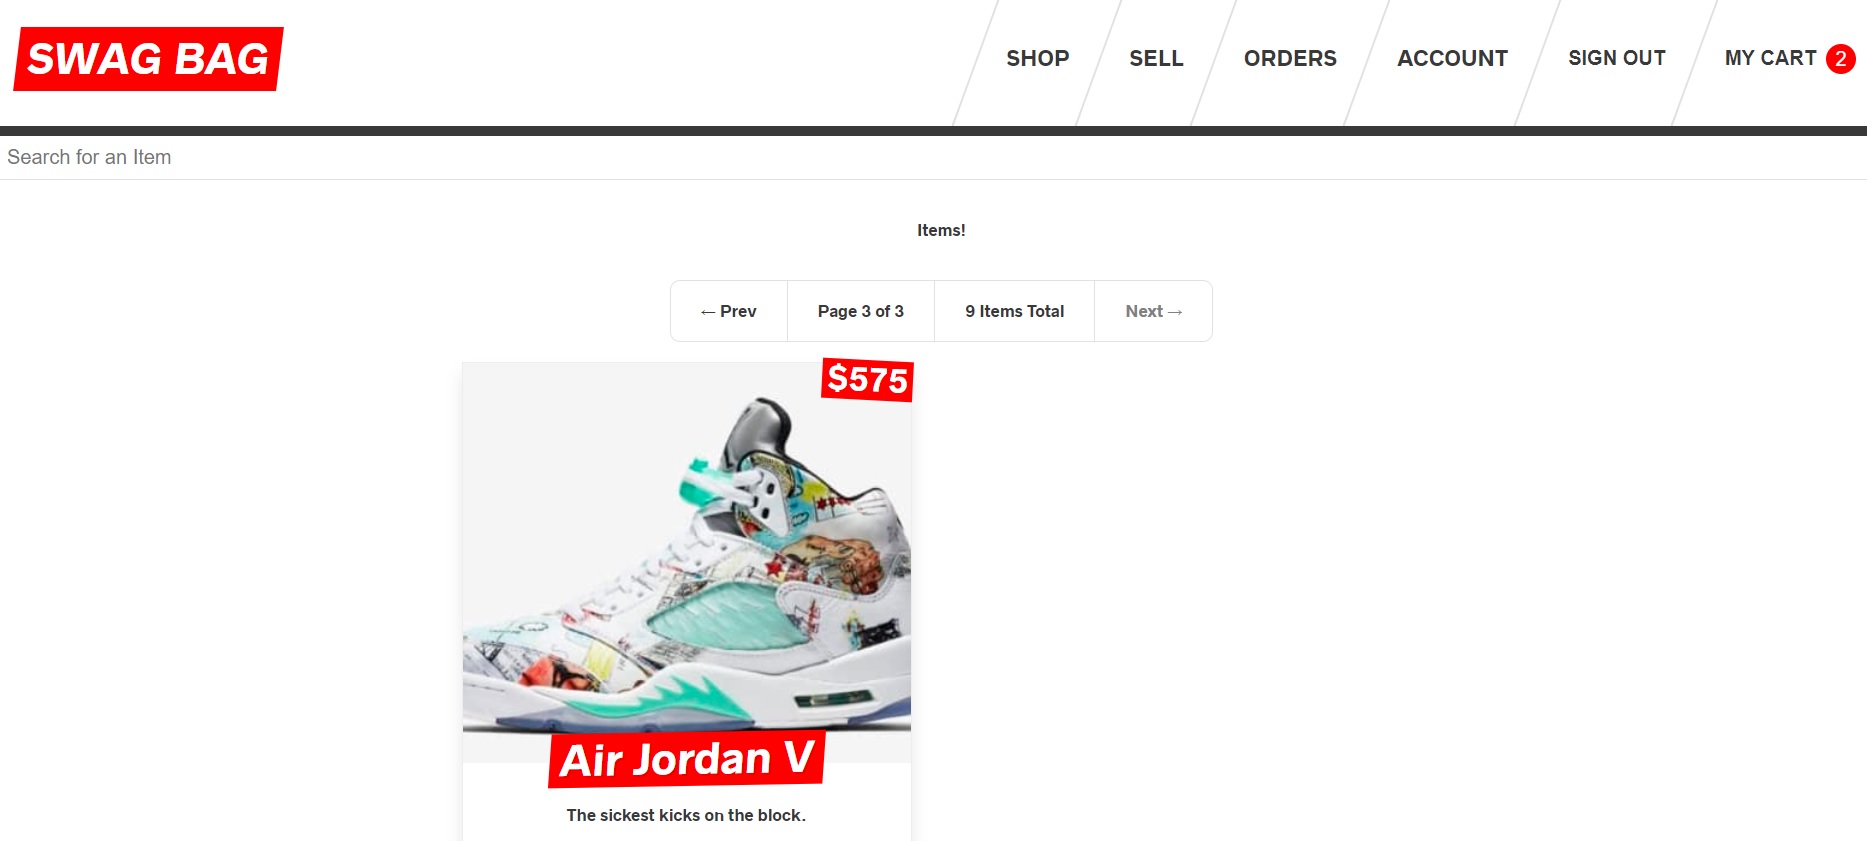 SWAG BAG
SHOP SELL ORDERS ACCOUNT SIGN OUT MY CART 2
Search for an Item
Items!
← Prev Page 3 of 3 9 Items Total Next →
$575
Air Jordan V
The sickest kicks on the block.